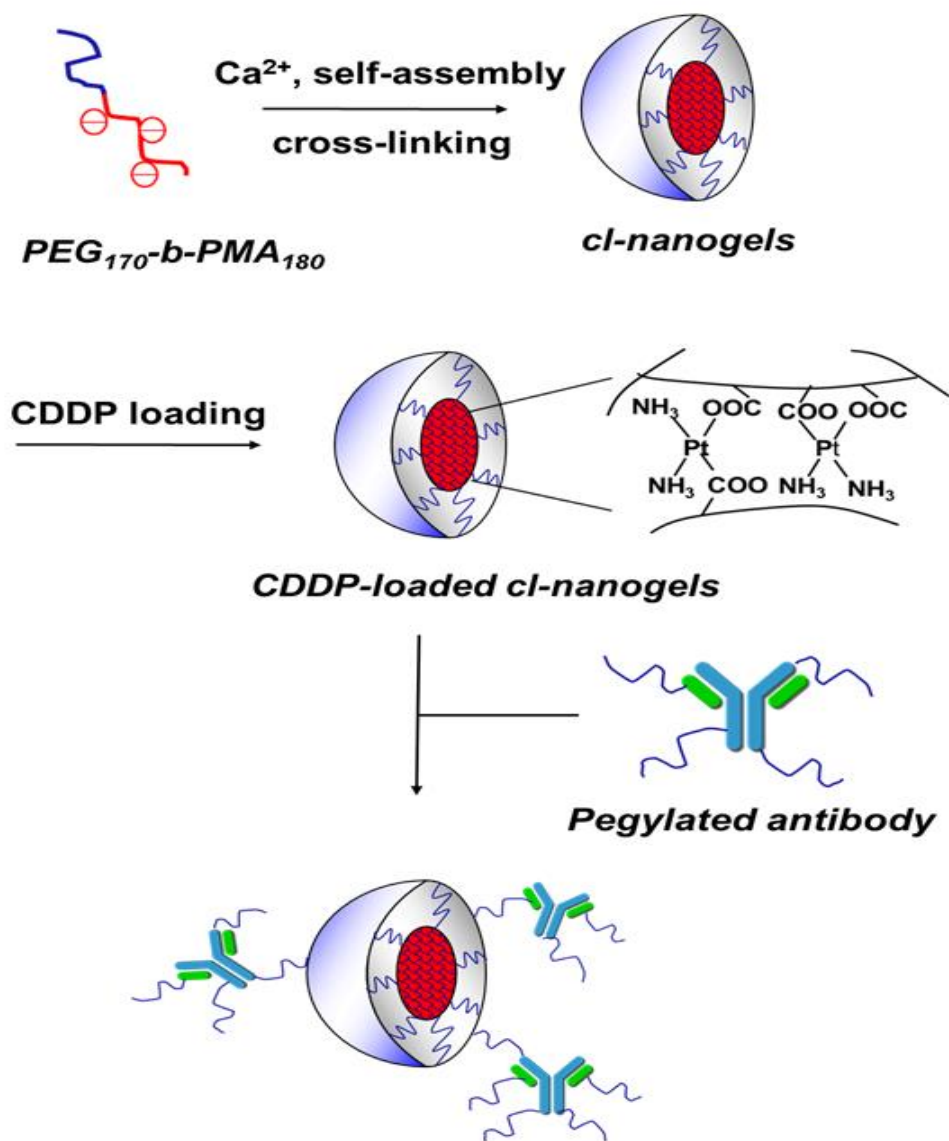 Ca²⁺, self-assembly
cross-linking
PEG₁₇₀-b-PMA₁₈₀
cl-nanogels
CDDP loading
NH₃ OOC COO OOC
Pt Pt
NH₃ COO NH₃ NH₃
CDDP-loaded cl-nanogels
Pegylated antibody